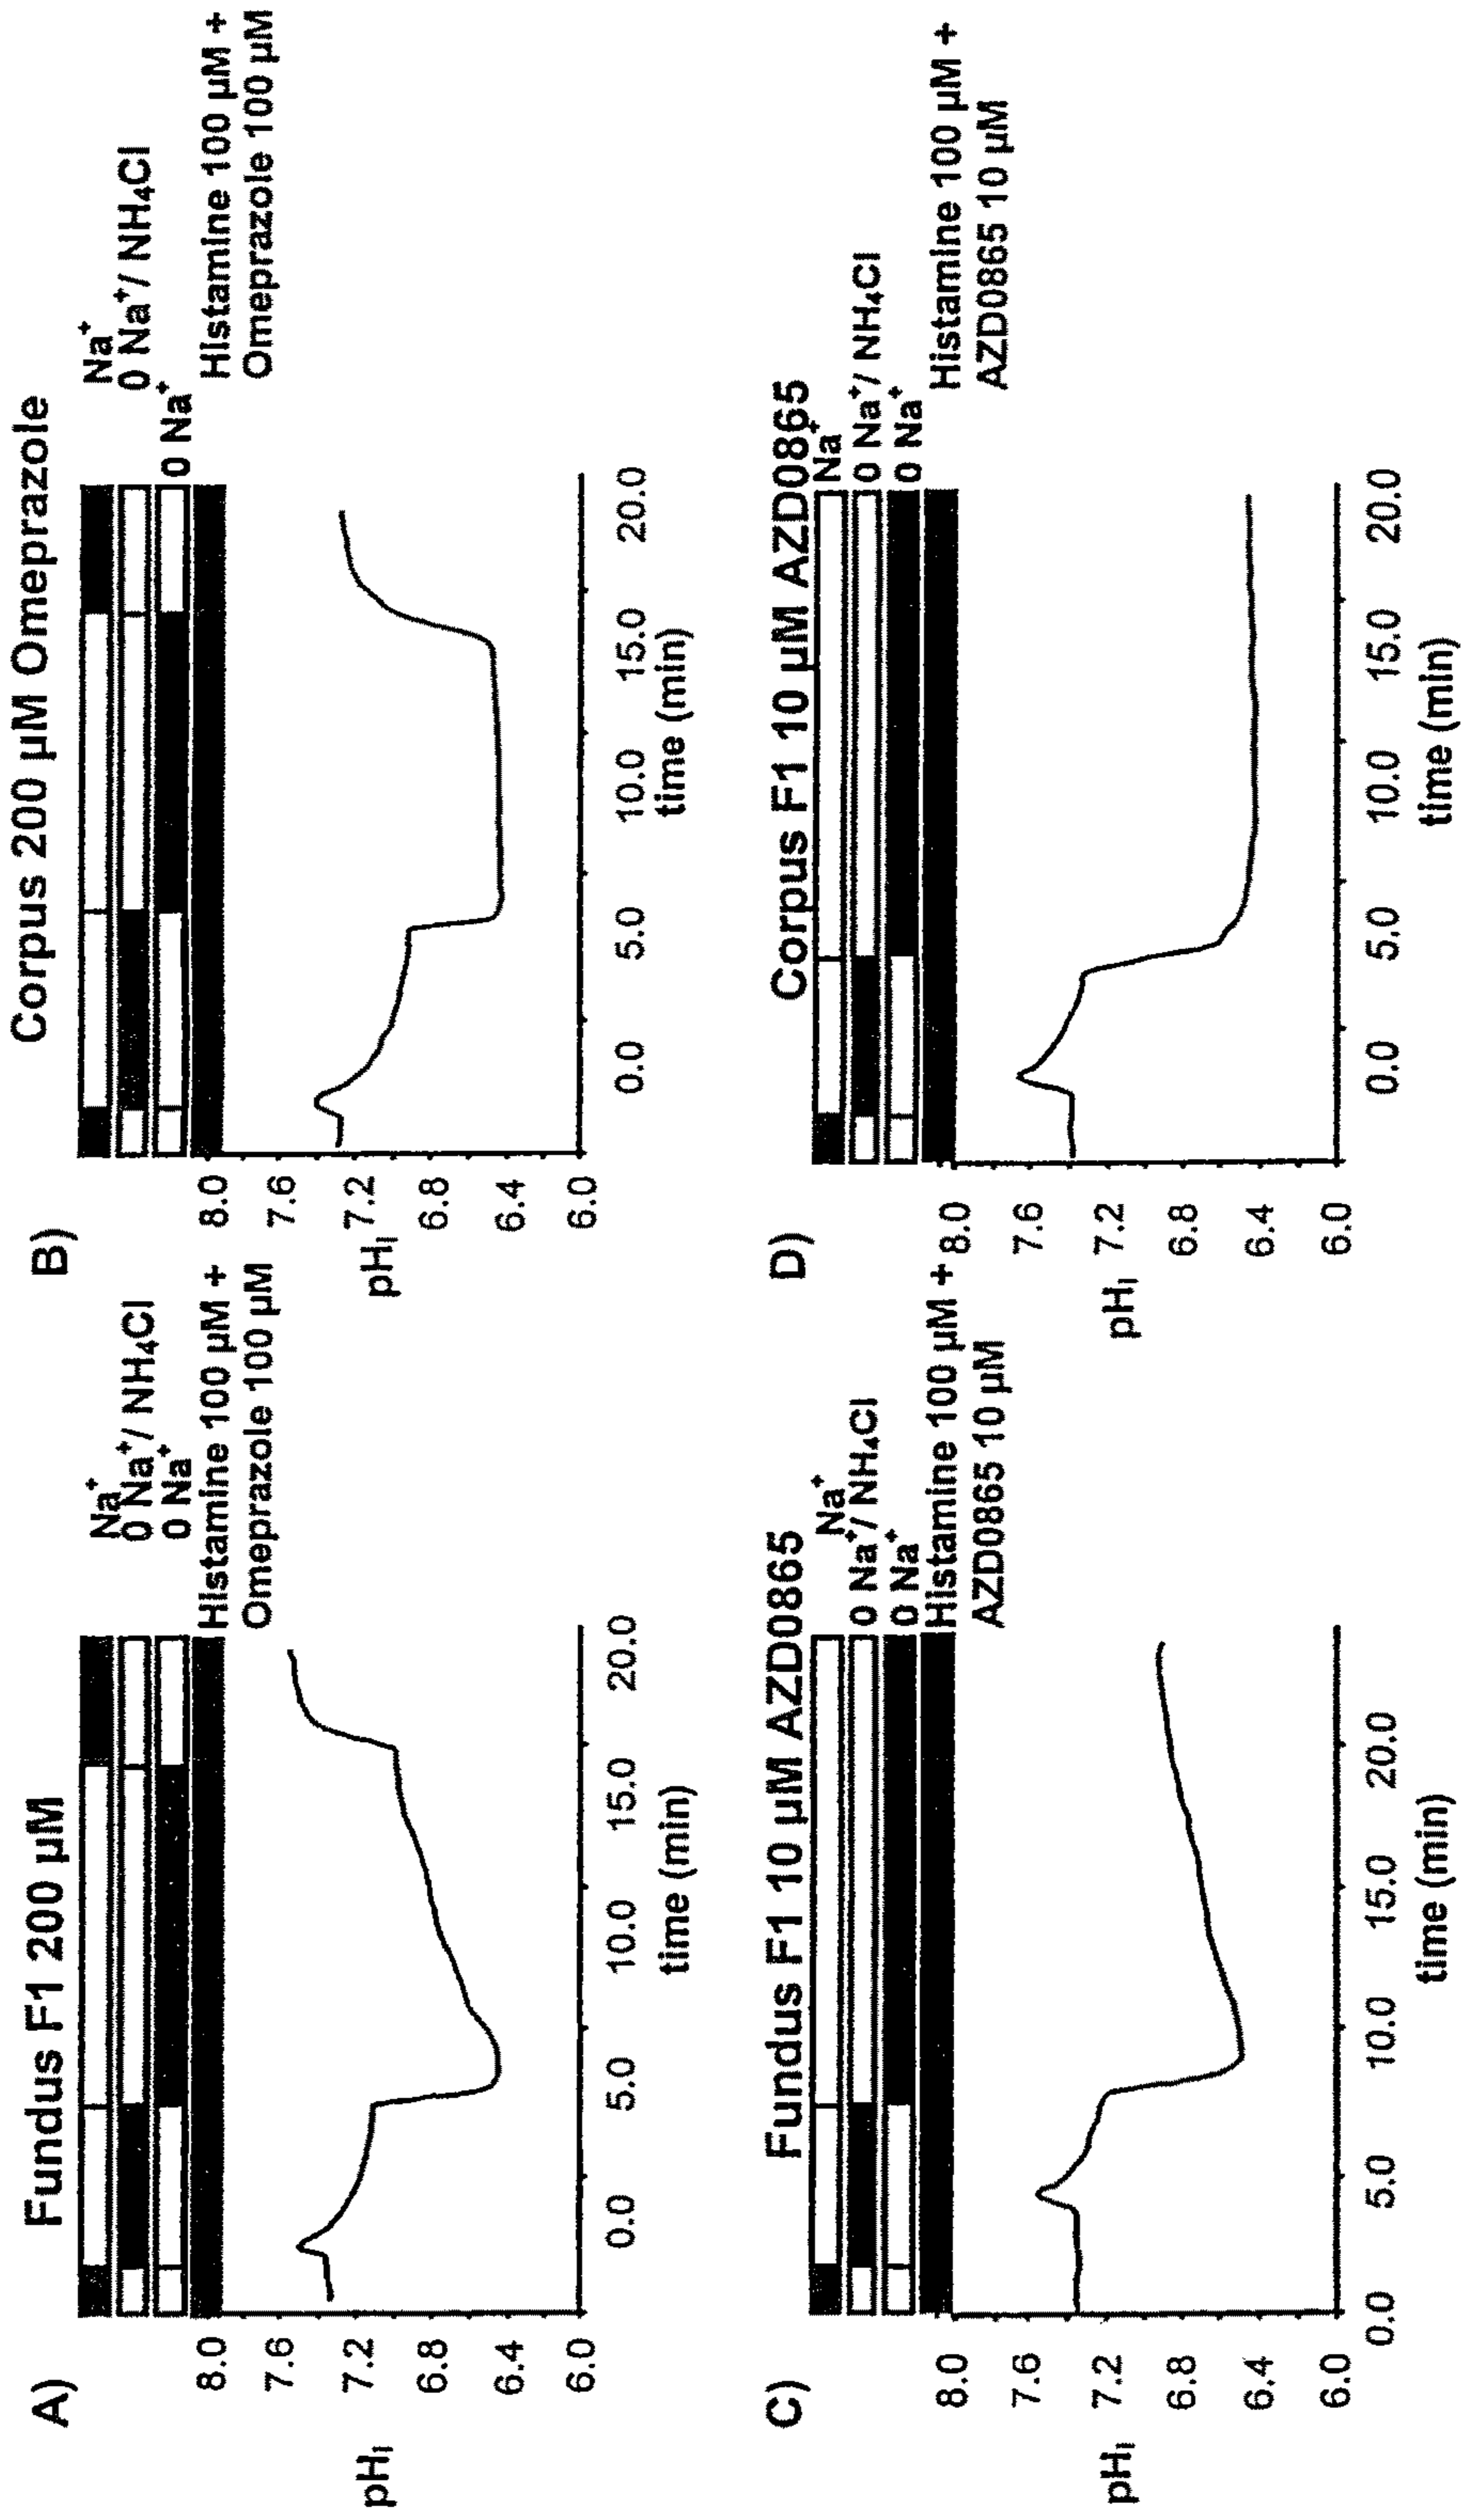 A)
Fundus F1 200 µM
Na⁺
0 Na⁺/ NH₄Cl
0 Na⁺
Histamine 100 µM +
Omeprazole 100 µM
8.0
7.6
7.2
6.8
6.4
6.0
pHi
0.0 5.0 10.0 15.0 20.0
time (min)
B)
Corpus 200 µM Omeprazole
Na⁺
0 Na⁺/ NH₄Cl
0 Na⁺
Histamine 100 µM +
Omeprazole 100 µM
8.0
7.6
7.2
6.8
6.4
6.0
pHi
0.0 5.0 10.0 15.0 20.0
time (min)
C)
Fundus F1 10 µM AZD0865
Na⁺
0 Na⁺/ NH₄Cl
0 Na⁺
Histamine 100 µM +
AZD0865 10 µM
8.0
7.6
7.2
6.8
6.4
6.0
pHi
0.0 5.0 10.0 15.0 20.0
time (min)
D)
Corpus F1 10 µM AZD0865
Na⁺
0 Na⁺/ NH₄Cl
0 Na⁺
Histamine 100 µM +
AZD0865 10 µM
8.0
7.6
7.2
6.8
6.4
6.0
pHi
0.0 5.0 10.0 15.0 20.0
time (min)